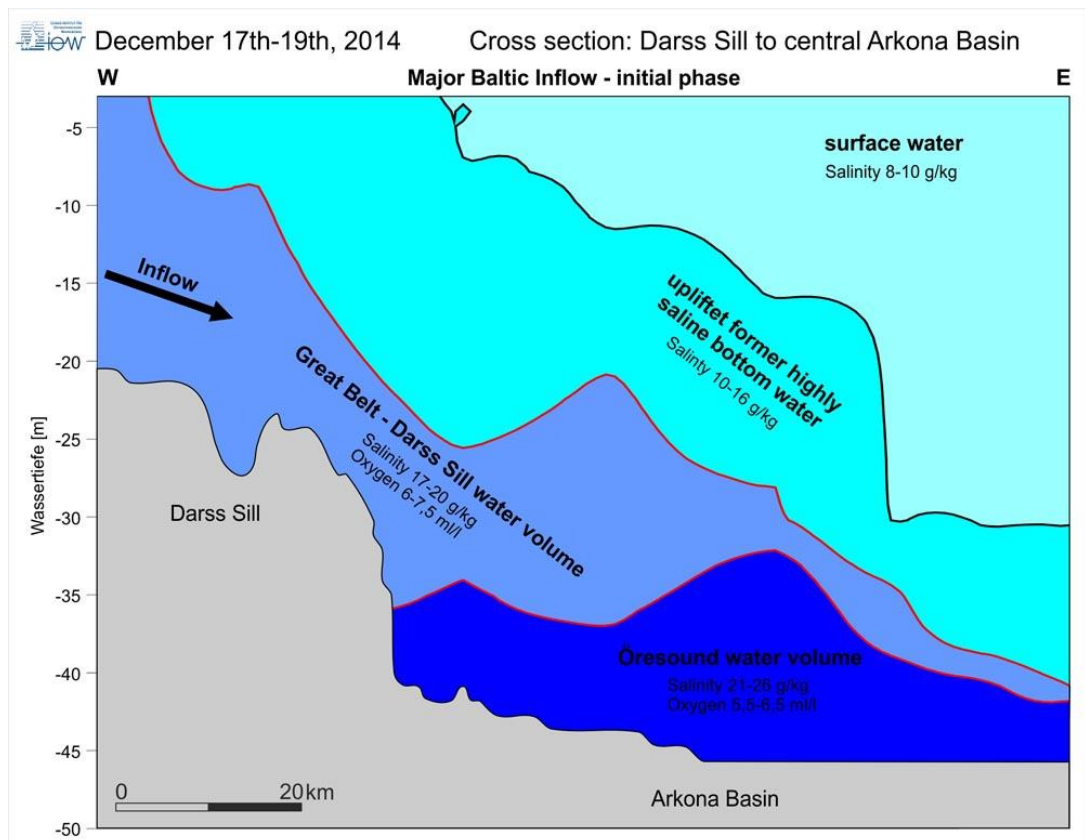 iow
December 17th-19th, 2014
Cross section: Darss Sill to central Arkona Basin
W
Major Baltic Inflow - initial phase
E
-5
surface water
Salinity 8-10 g/kg
-10
Inflow
-15
upliftet former highly
saline bottom water
Salinty 10-16 g/kg
-20
Great Belt - Darss Sill water volume
Salinity 17-20 g/kg
Oxygen 6-7,5 ml/l
-25
Wassertiefe [m]
Darss Sill
-30
-35
Öresound water volume
Salinity 21-26 g/kg
Oxygen 5,5-6,5 ml/l
-40
-45
0
20 km
Arkona Basin
-50